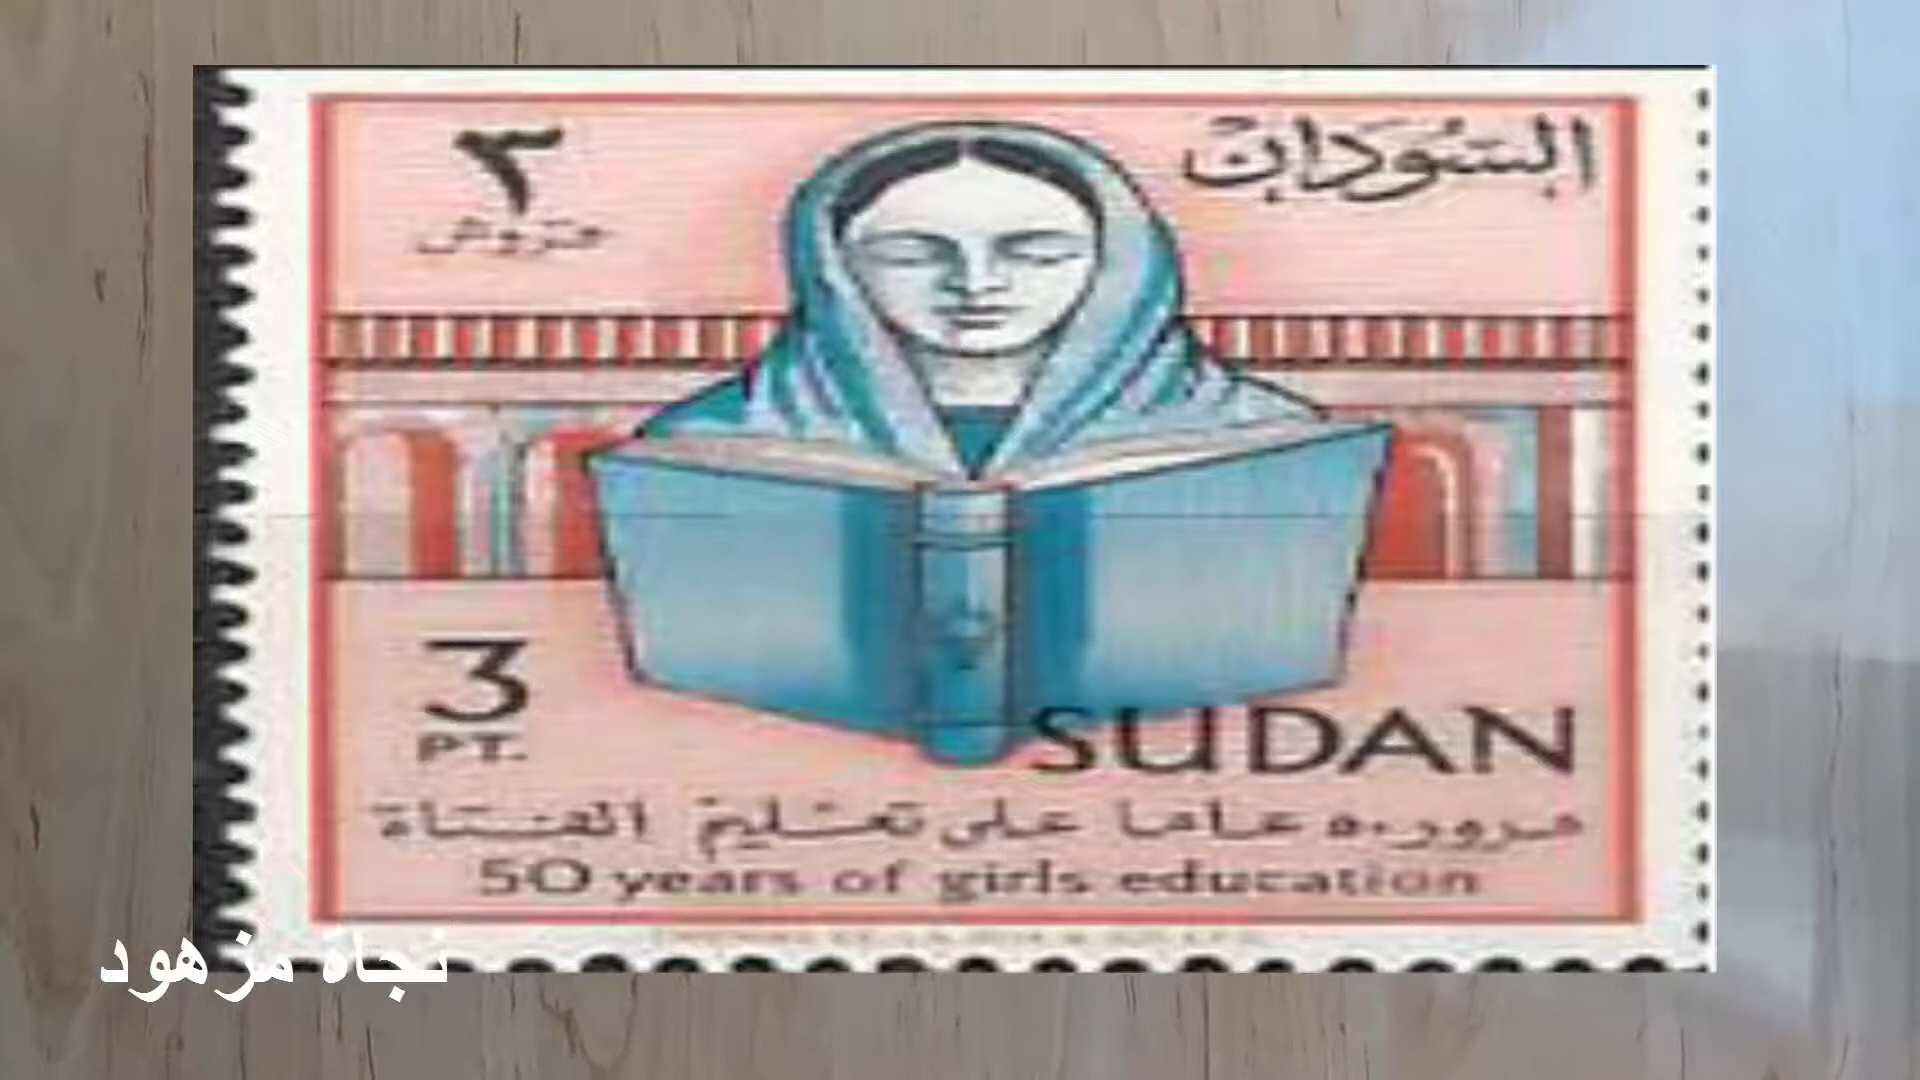 السودان
٣
قروش
3
PT.
SUDAN
مرور ٥٠ عاما على تعليم الفتاة
50 years of girls education
نجاة مزهود